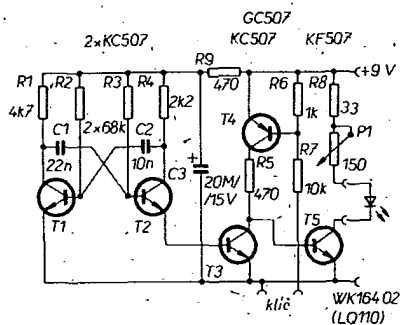 GC507
2×KC507 KC507 KF507
R9
+9 V
R1 R2 R3 R4 470 R6 R8
4k7 2×68k 2k2 1k 33
T4 P1
C1 C2 R5 R7 150
22n 10n C3 470 10k
+
20M/
/15V
T1 T2 T5
T3
klíč WK164 02
(LQ110)